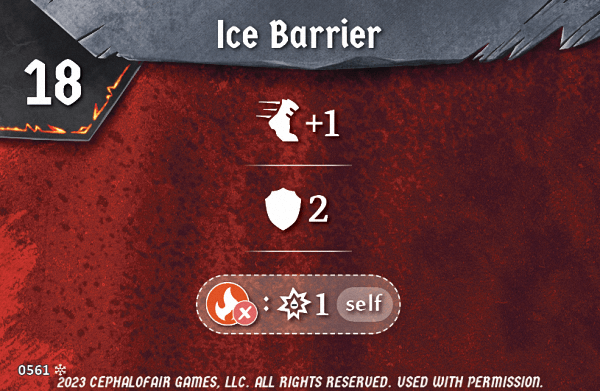 Ice Barrier
18
+1
2
: 1 self
0561
2023 CEPHALOFAIR GAMES, LLC. ALL RIGHTS RESERVED. USED WITH PERMISSION.